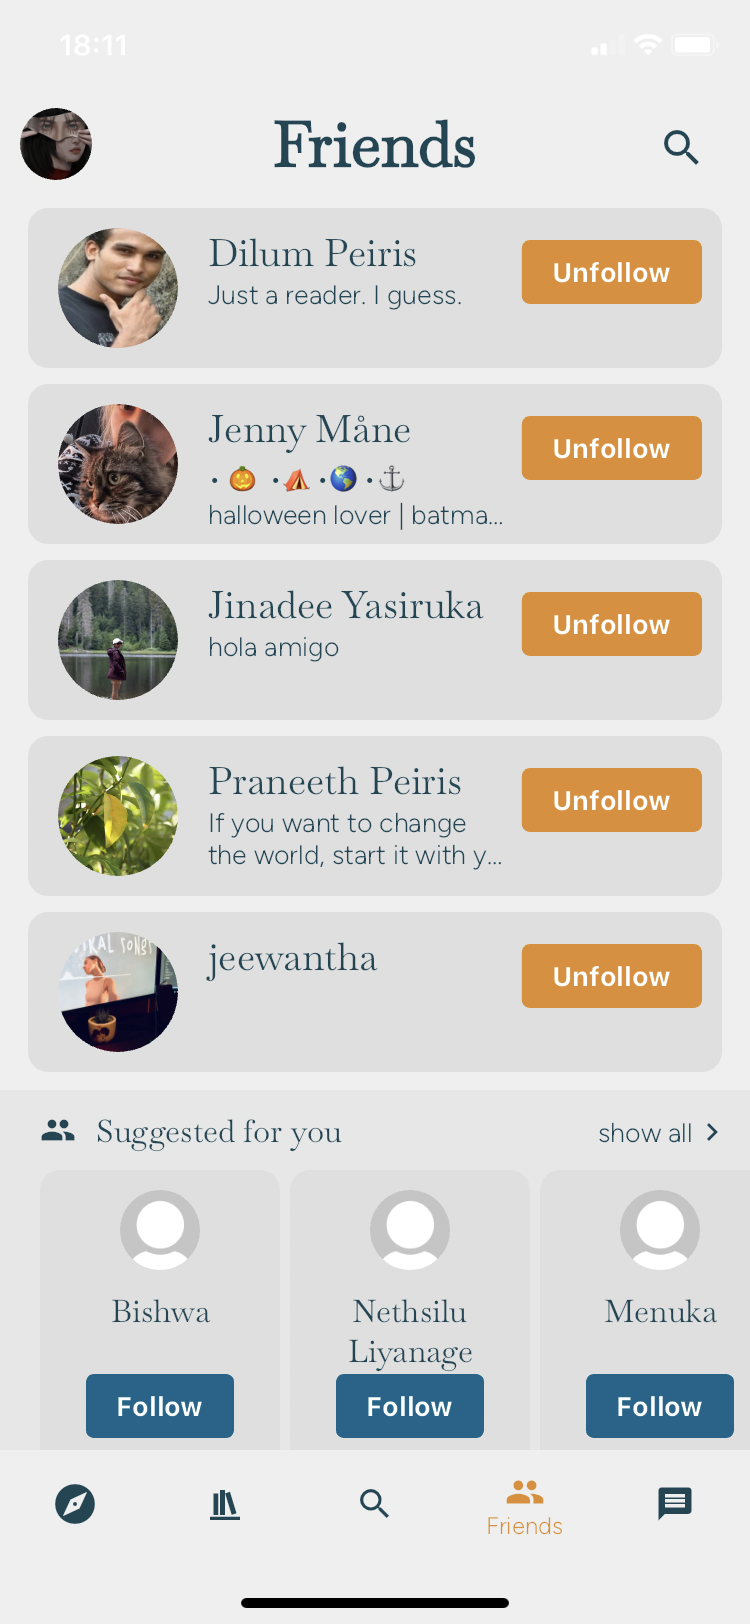 18:11
Friends
Dilum Peiris
Just a reader. I guess.
Unfollow
Jenny Måne
• 🎃 •⛺ •🌎 •⚓
halloween lover | batma...
Unfollow
Jinadee Yasiruka
hola amigo
Unfollow
Praneeth Peiris
If you want to change
the world, start it with y...
Unfollow
jeewantha
Unfollow
Suggested for you
show all
Bishwa
Follow
Nethsilu
Liyanage
Follow
Menuka
Follow
Friends